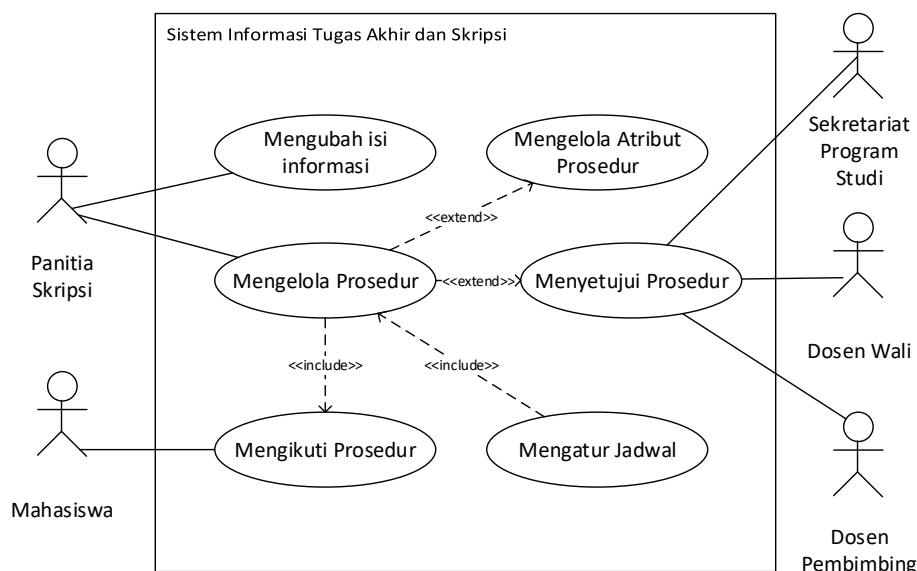 Sistem Informasi Tugas Akhir dan Skripsi
Mengubah isi
informasi
Mengelola Atribut
Prosedur
Sekretariat
Program
Studi
<<extend>>
Panitia
Skripsi
Mengelola Prosedur
<<extend>>
Menyetujui Prosedur
Dosen Wali
<<include>>
<<include>>
Mengikuti Prosedur
Mengatur Jadwal
Mahasiswa
Dosen
Pembimbing